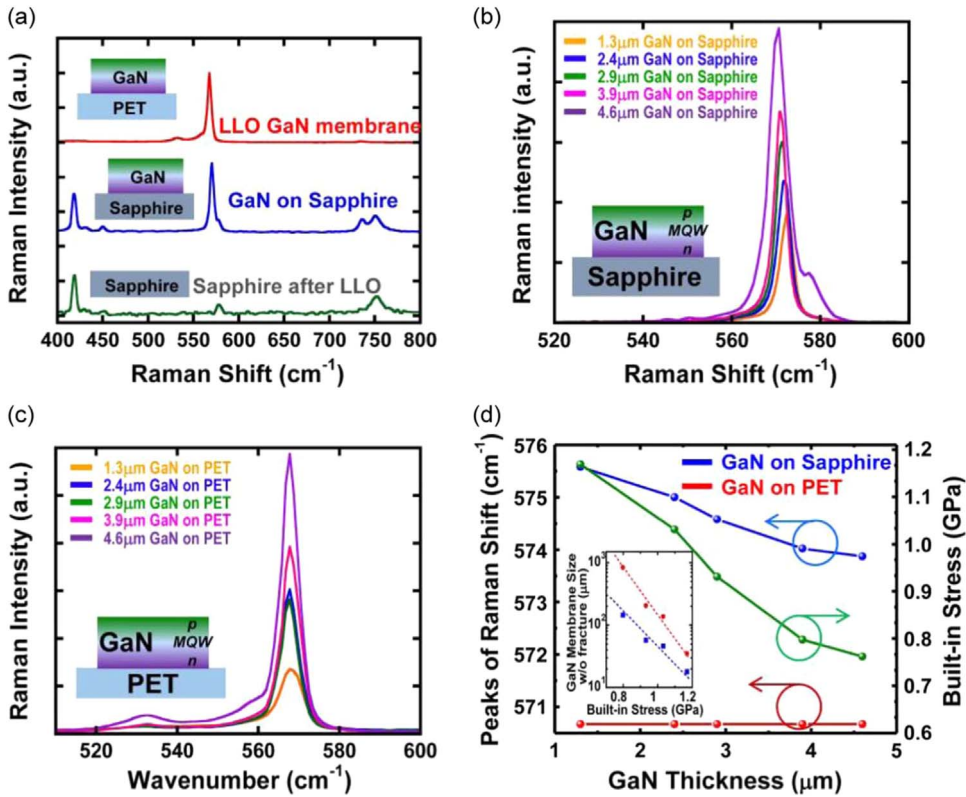 (a)
Raman Intensity (a.u.)
GaN
PET
LLO GaN membrane
GaN
Sapphire
GaN on Sapphire
Sapphire
Sapphire after LLO
400 450 500 550 600 650 700 750 800
Raman Shift (cm⁻¹)
(b)
Raman intensity (a.u.)
1.3μm GaN on Sapphire
2.4μm GaN on Sapphire
2.9μm GaN on Sapphire
3.9μm GaN on Sapphire
4.6μm GaN on Sapphire
GaN
p
MQW
n
Sapphire
520 540 560 580 600
Raman Shift (cm⁻¹)
(c)
Raman Intensity (a.u.)
1.3μm GaN on PET
2.4μm GaN on PET
2.9μm GaN on PET
3.9μm GaN on PET
4.6μm GaN on PET
GaN
p
MQW
n
PET
520 540 560 580 600
Wavenumber (cm⁻¹)
(d)
Peaks of Raman Shift (cm⁻¹)
576
575
574
573
572
571
GaN on Sapphire
GaN on PET
GaN Membrane Size
w/o fracture (μm)
10³
10²
10¹
0.8 1 1.2
Built-in Stress (GPa)
1.2
1.1
1.0
0.9
0.8
0.7
0.6
Built-in Stress (GPa)
1 2 3 4 5
GaN Thickness (μm)